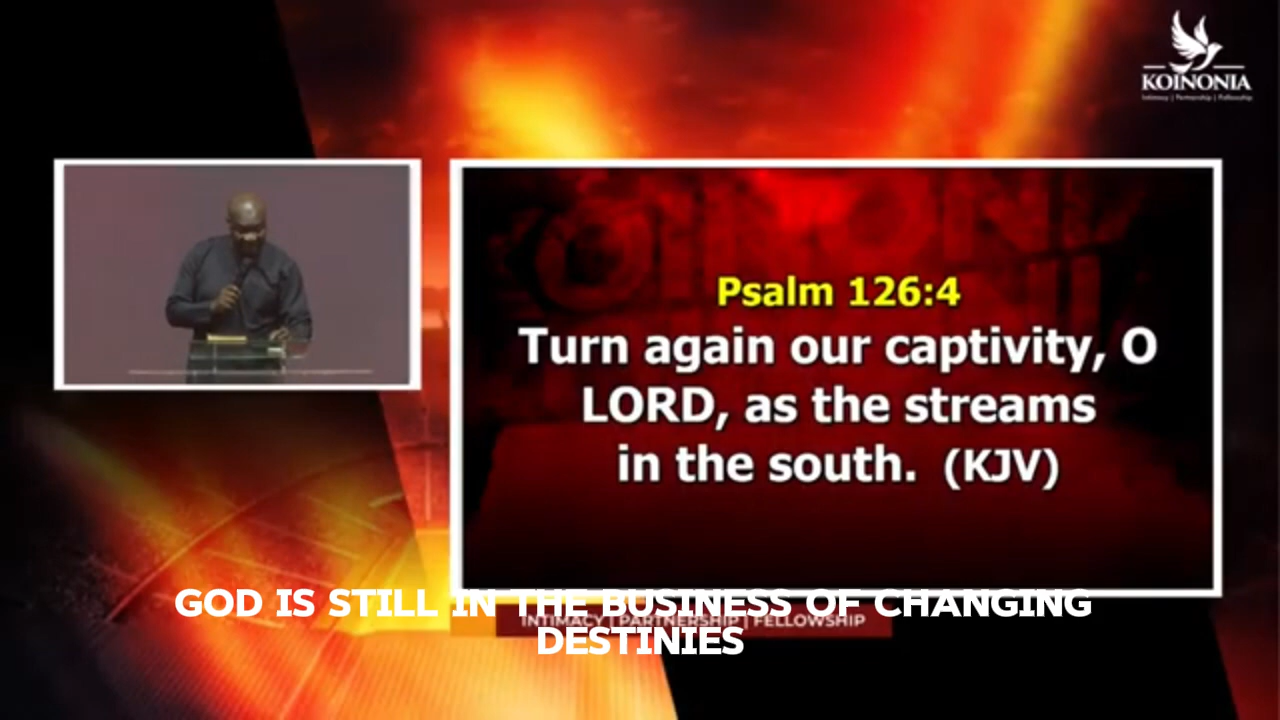 KOINONIA
Intimacy | Partnership | Fellowship
Psalm 126:4
Turn again our captivity, O
LORD, as the streams
in the south. (KJV)
GOD IS STILL IN THE BUSINESS OF CHANGING
INTIMACY | PARTNERSHIP | FELLOWSHIP
DESTINIES